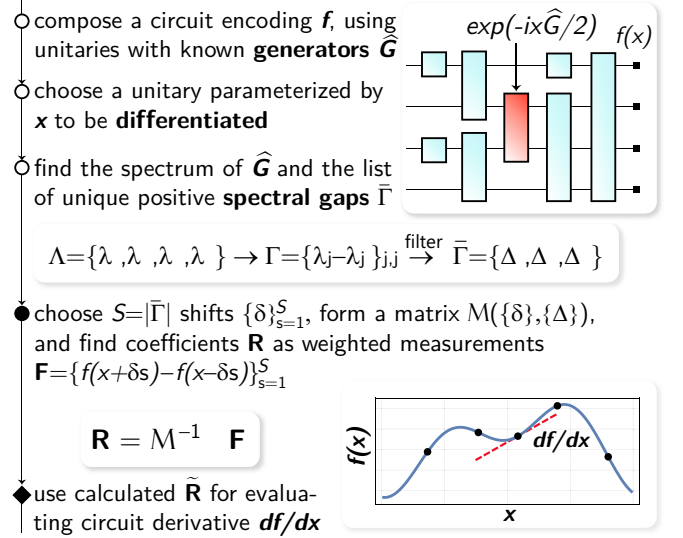 compose a circuit encoding f, using
unitaries with known generators Ĝ
exp(-ixĜ/2)
f(x)
choose a unitary parameterized by
x to be differentiated
find the spectrum of Ĝ and the list
of unique positive spectral gaps Γ̄
Λ={λ ,λ ,λ ,λ } → Γ={λj−λj }j,j filter → Γ̄={Δ ,Δ ,Δ }
choose S=|Γ̄| shifts {δ}ˢₛ₌₁, form a matrix M({δ},{Δ}),
and find coefficients R as weighted measurements
F={f(x+δs)−f(x−δs)}ˢₛ₌₁
R = M⁻¹ F
use calculated R̃ for evalua-
ting circuit derivative df/dx
f(x)
df/dx
x